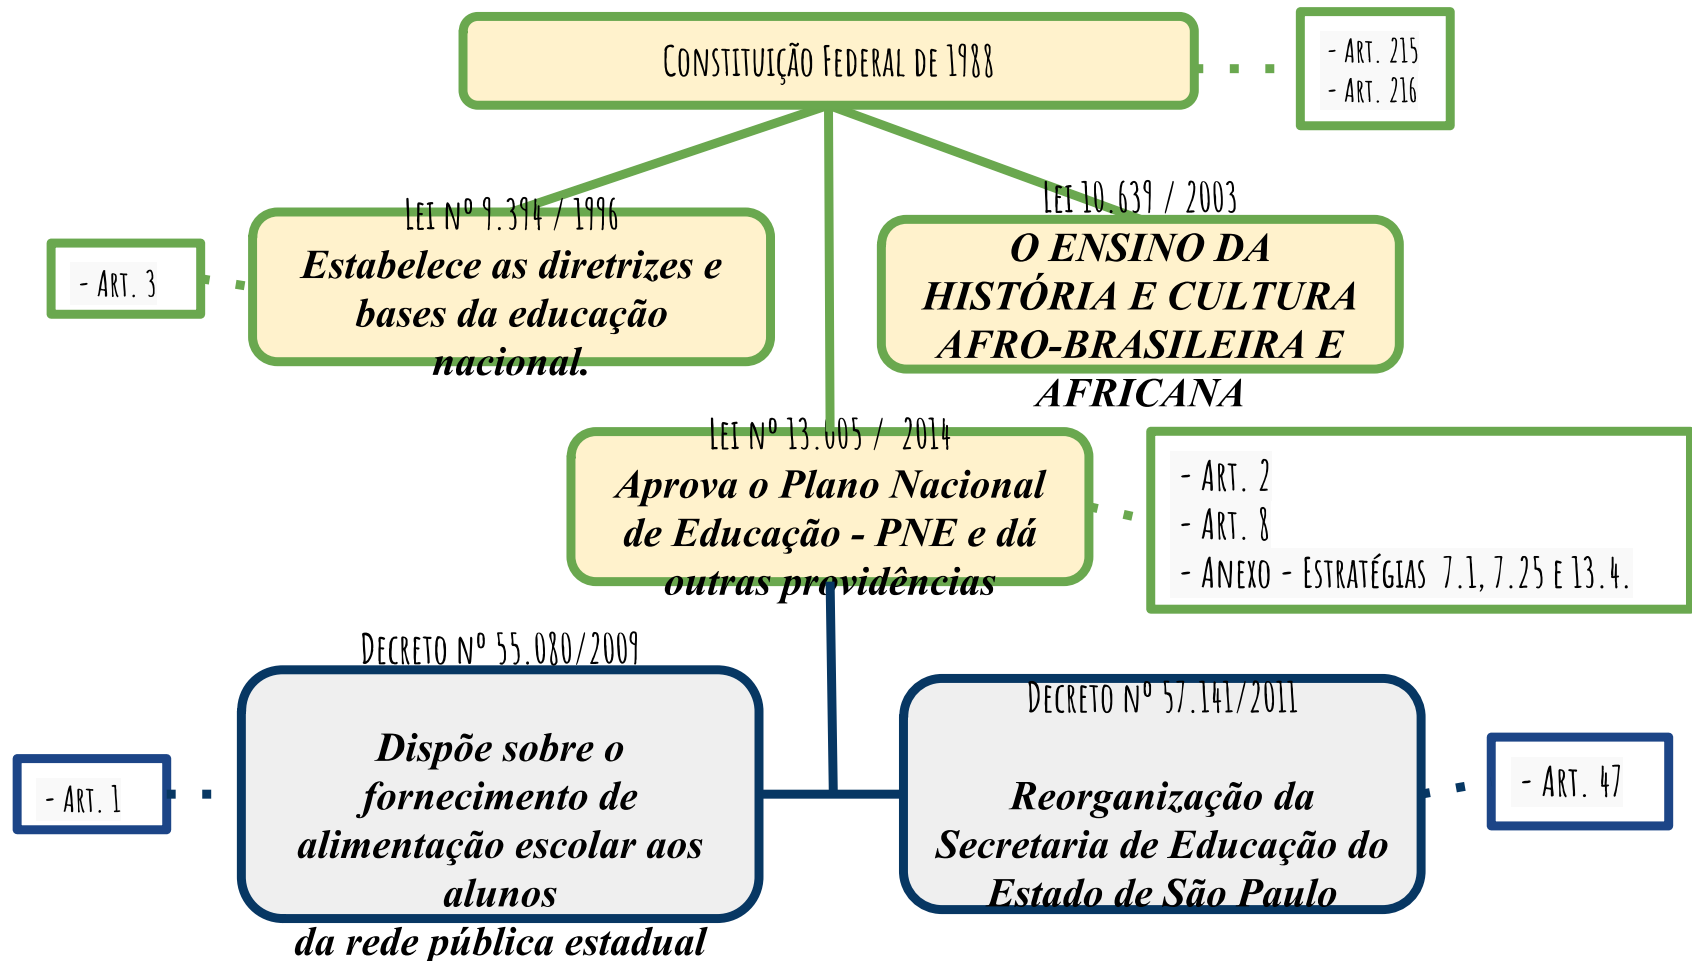 Constituição Federal de 1988
- Art. 215
- Art. 216
Lei nº 9.394 / 1996
Estabelece as diretrizes e
bases da educação
nacional.
- Art. 3
Lei 10.639 / 2003
O ENSINO DA
HISTÓRIA E CULTURA
AFRO-BRASILEIRA E
AFRICANA
Lei nº 13.005 / 2014
Aprova o Plano Nacional
de Educação - PNE e dá
outras providências
- Art. 2
- Art. 8
- Anexo - Estratégias 7.1, 7.25 e 13.4.
Decreto nº 55.080/2009
Dispõe sobre o
fornecimento de
alimentação escolar aos
alunos
da rede pública estadual
- Art. 1
Decreto nº 57.141/2011
Reorganização da
Secretaria de Educação do
Estado de São Paulo
- Art. 47